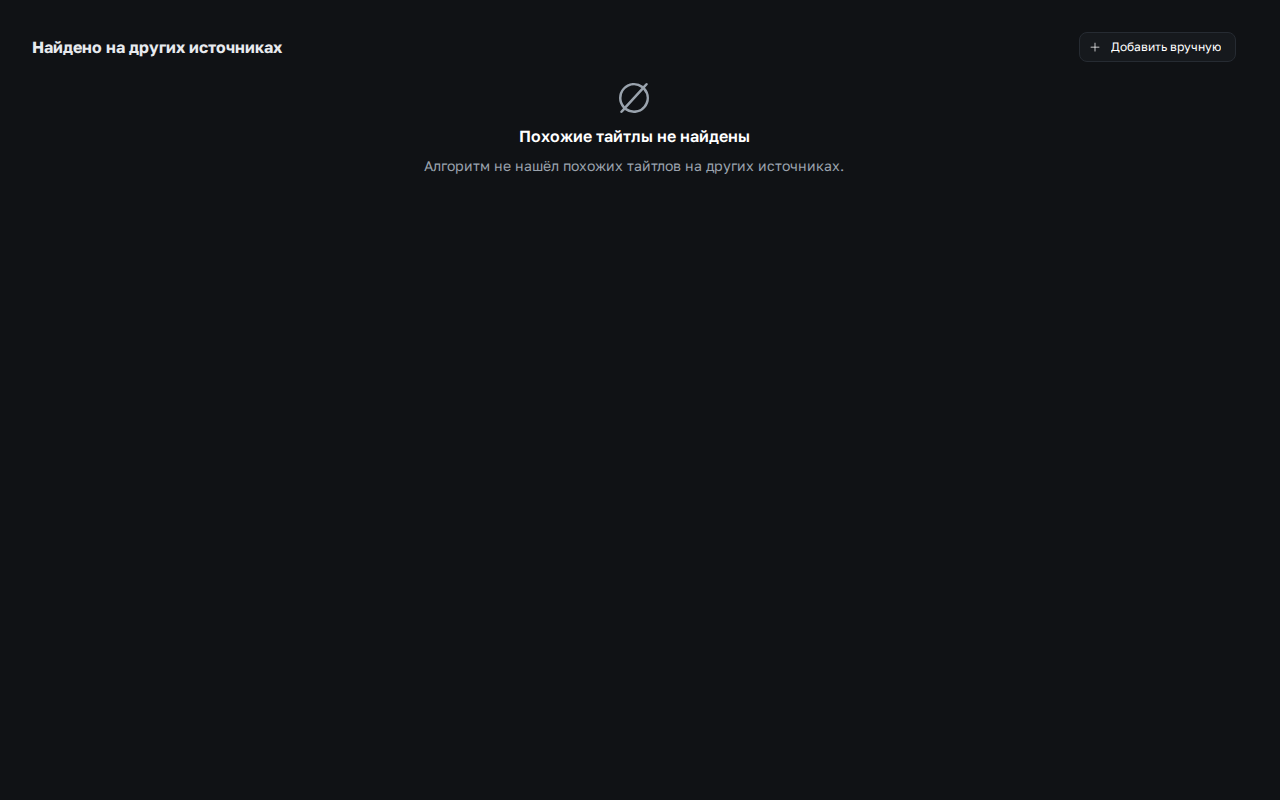 Найдено на других источниках
Добавить вручную
Похожие тайтлы не найдены
Алгоритм не нашёл похожих тайтлов на других источниках.